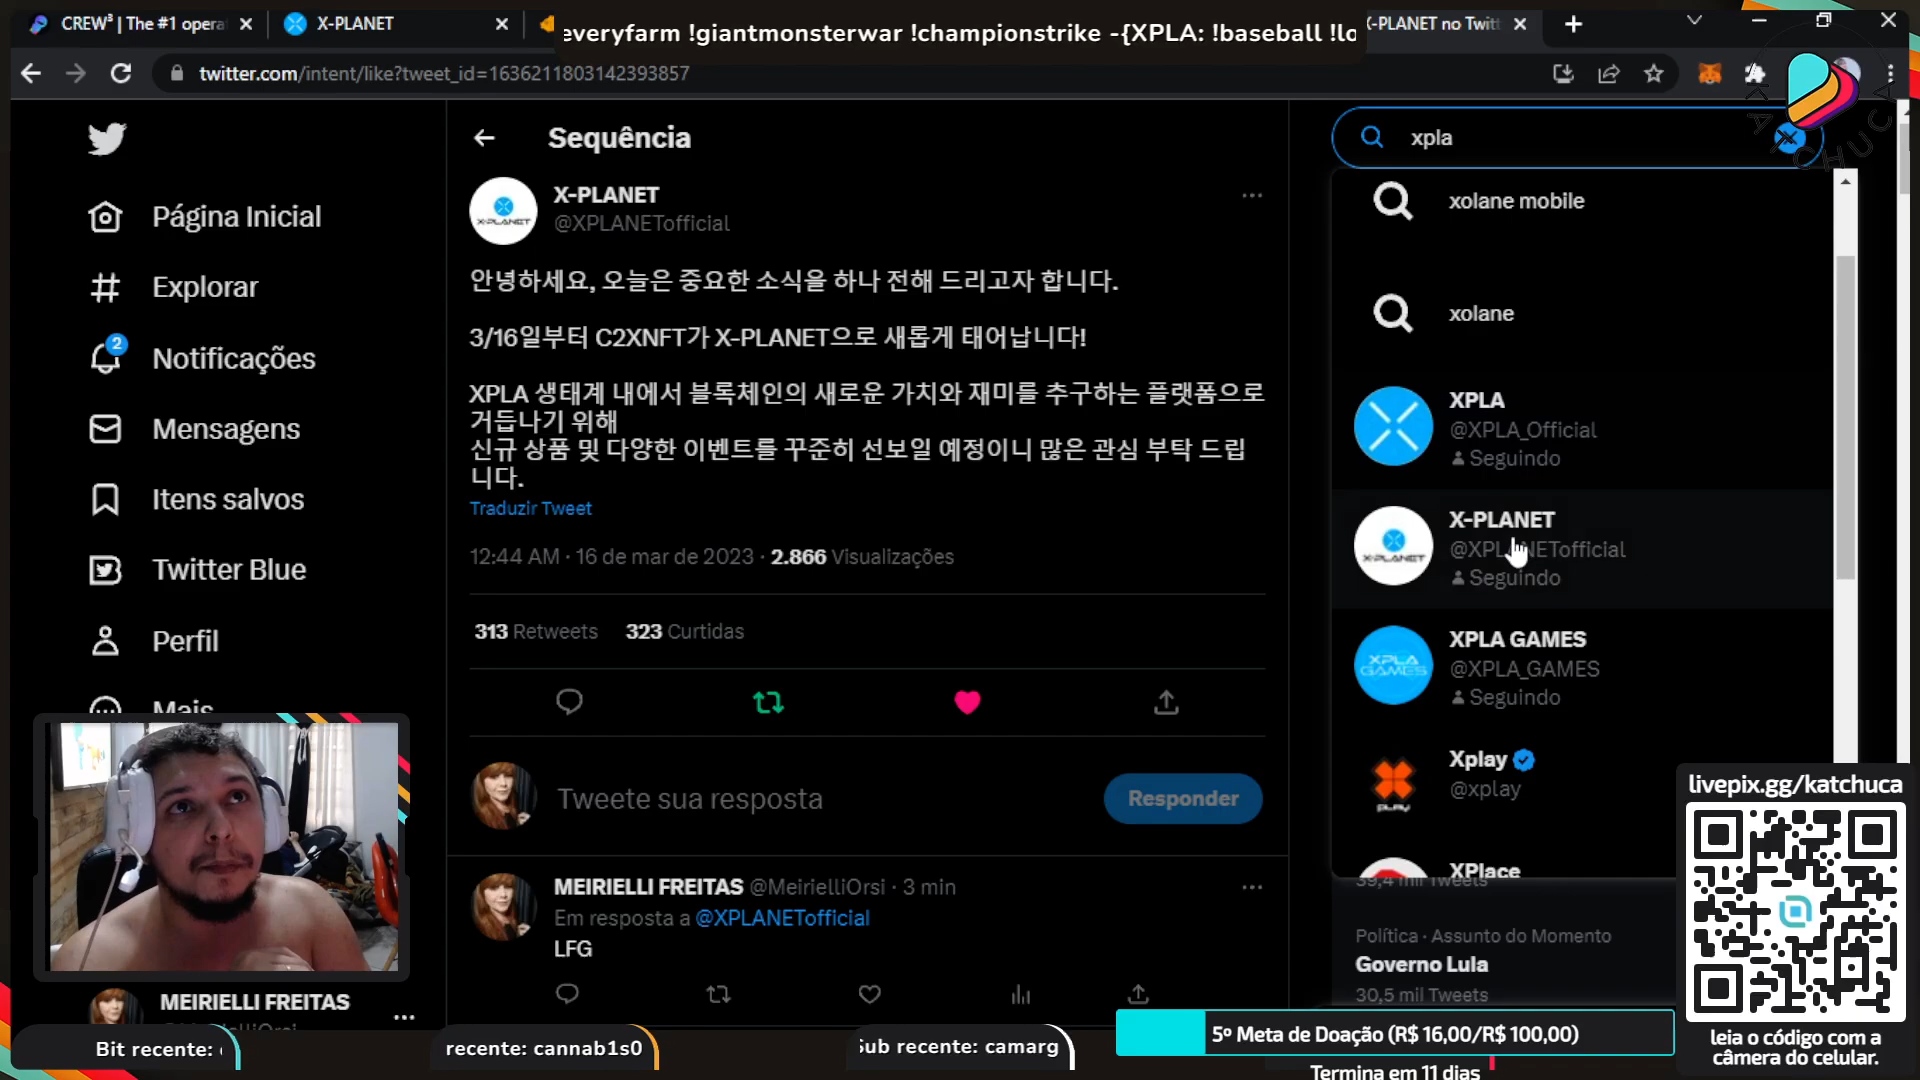 CREW³ | The #1 opera
X-PLANET
everyfarm !giantmonsterwar !championstrike -{XPLA: !baseball !lo
X-PLANET no Twitt
twitter.com/intent/like?tweet_id=1636211803142393857
KATCHUCA
Página Inicial
Explorar
2
Notificações
Mensagens
Itens salvos
Twitter Blue
Perfil
Mais
MEIRIELLI FREITAS
Sequência
X-PLANET
@XPLANETofficial
안녕하세요, 오늘은 중요한 소식을 하나 전해 드리고자 합니다.
3/16일부터 C2XNFT가 X-PLANET으로 새롭게 태어납니다!
XPLA 생태계 내에서 블록체인의 새로운 가치와 재미를 추구하는 플랫폼으로
거듭나기 위해
신규 상품 및 다양한 이벤트를 꾸준히 선보일 예정이니 많은 관심 부탁 드립
니다.
Traduzir Tweet
12:44 AM · 16 de mar de 2023 · 2.866 Visualizações
313 Retweets 323 Curtidas
Tweete sua resposta
Responder
MEIRIELLI FREITAS @MeirielliOrsi · 3 min
Em resposta a @XPLANETofficial
LFG
xpla
xolane mobile
xolane
XPLA
@XPLA_Official
Seguindo
X-PLANET
X-PLANET
@XPLANETofficial
Seguindo
XPLA GAMES
XPLA GAMES
@XPLA_GAMES
Seguindo
Xplay
@xplay
PLAY
XPlace
39,4 mil Tweets
Política · Assunto do Momento
Governo Lula
30,5 mil Tweets
livepix.gg/katchuca
leia o código com a
câmera do celular.
Bit recente:
recente: cannab1s0
Sub recente: camarg
5º Meta de Doação (R$ 16,00/R$ 100,00)
Termina em 11 dias